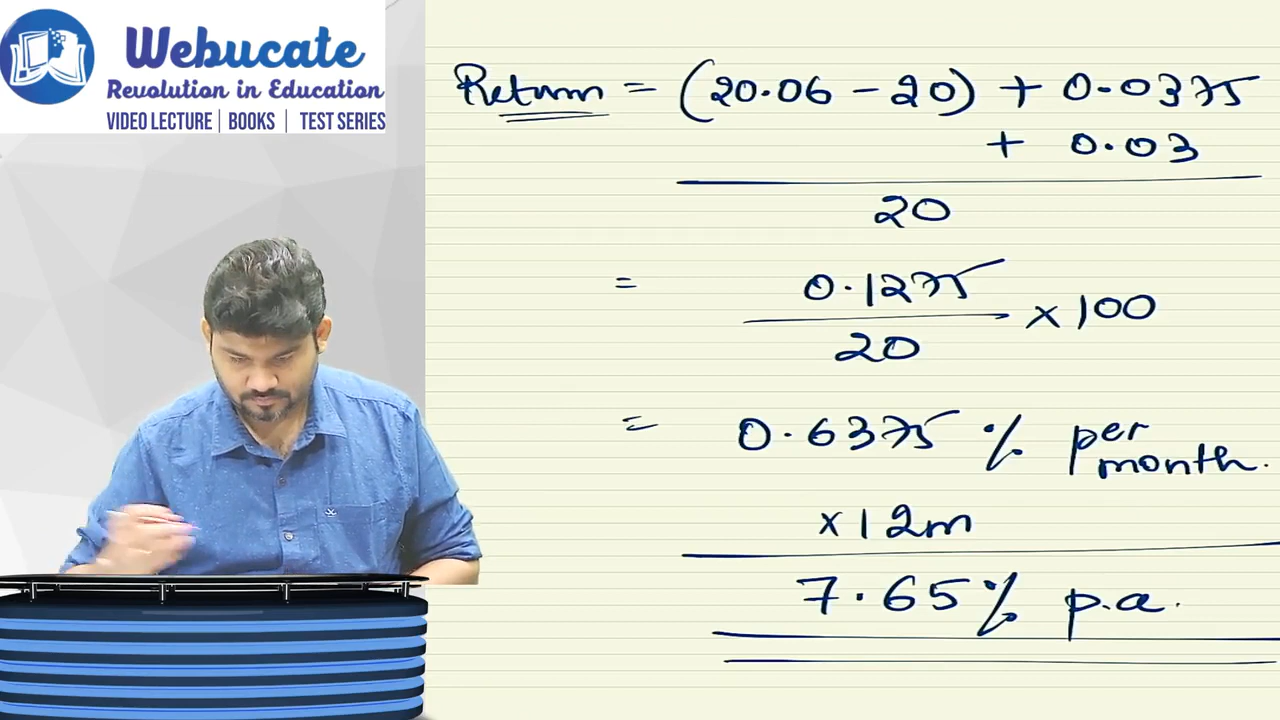 Webucate
Revolution in Education
VIDEO LECTURE | BOOKS | TEST SERIES
Return = (20.06 - 20) + 0.0375
+ 0.03
20
= 0.1275
20
× 100
= 0.6375 % per
month.
× 12m
7.65% p.a.